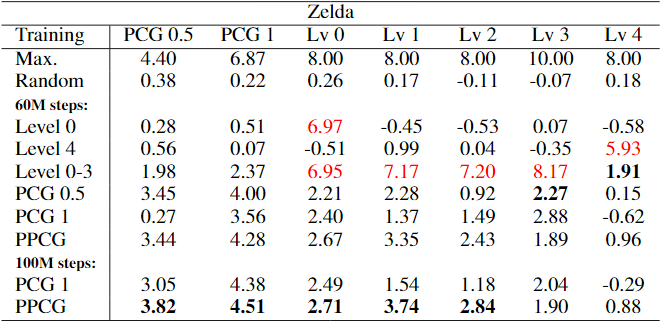 Zelda
Training PCG 0.5 PCG 1 Lv 0 Lv 1 Lv 2 Lv 3 Lv 4
Max. 4.40 6.87 8.00 8.00 8.00 10.00 8.00
Random 0.38 0.22 0.26 0.17 -0.11 -0.07 0.18
60M steps:
Level 0 0.28 0.51 6.97 -0.45 -0.53 0.07 -0.58
Level 4 0.56 0.07 -0.51 0.99 0.04 -0.35 5.93
Level 0-3 1.98 2.37 6.95 7.17 7.20 8.17 1.91
PCG 0.5 3.45 4.00 2.21 2.28 0.92 2.27 0.15
PCG 1 0.27 3.56 2.40 1.37 1.49 2.88 -0.62
PPCG 3.44 4.28 2.67 3.35 2.43 1.89 0.96
100M steps:
PCG 1 3.05 4.38 2.49 1.54 1.18 2.04 -0.29
PPCG 3.82 4.51 2.71 3.74 2.84 1.90 0.88